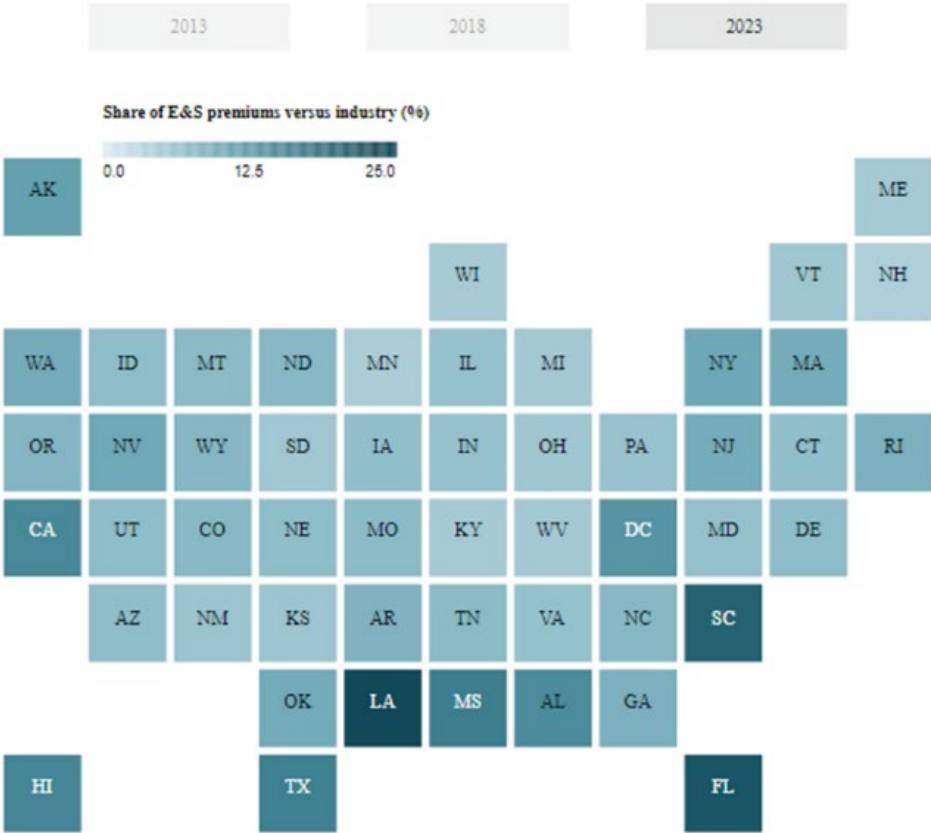 2013 2018 2023
Share of E&S premiums versus industry (%)
0.0 12.5 25.0
AK ME
WI VT NH
WA ID MT ND MN IL MI NY MA
OR NV WY SD IA IN OH PA NJ CT RI
CA UT CO NE MO KY WV DC MD DE
AZ NM KS AR TN VA NC SC
OK LA MS AL GA
HI TX FL